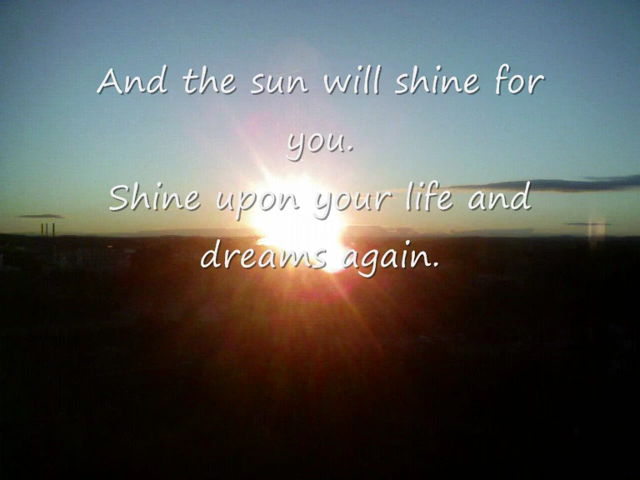 And the sun will shine for
you.
Shine upon your life and
dreams again.